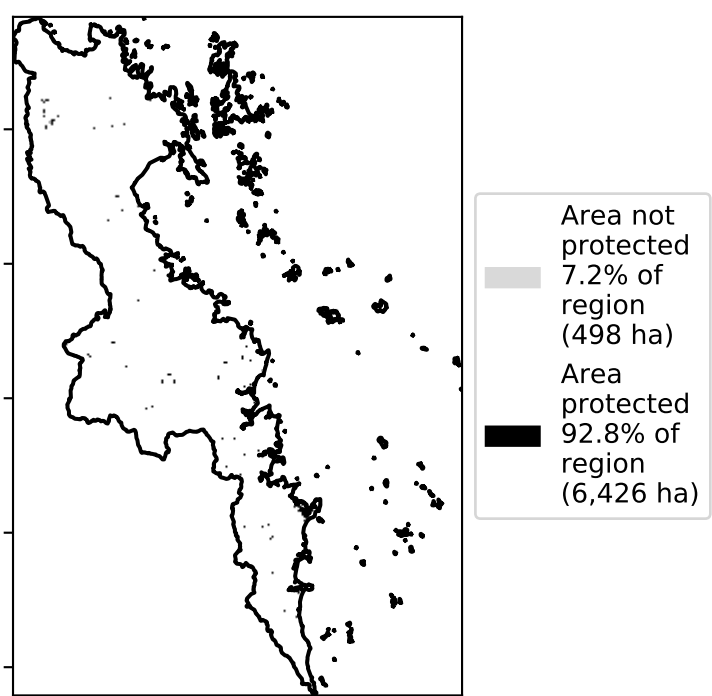 Area not
protected
7.2% of
region
(498 ha)
Area
protected
92.8% of
region
(6,426 ha)